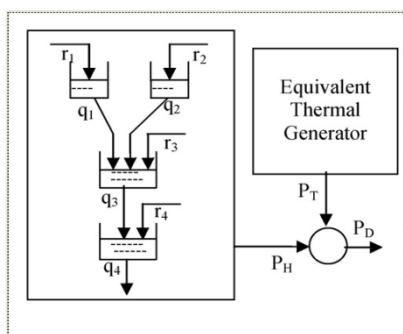 r1
r2
q1
q2
r3
q3
r4
q4
Equivalent
Thermal
Generator
PT
PD
PH